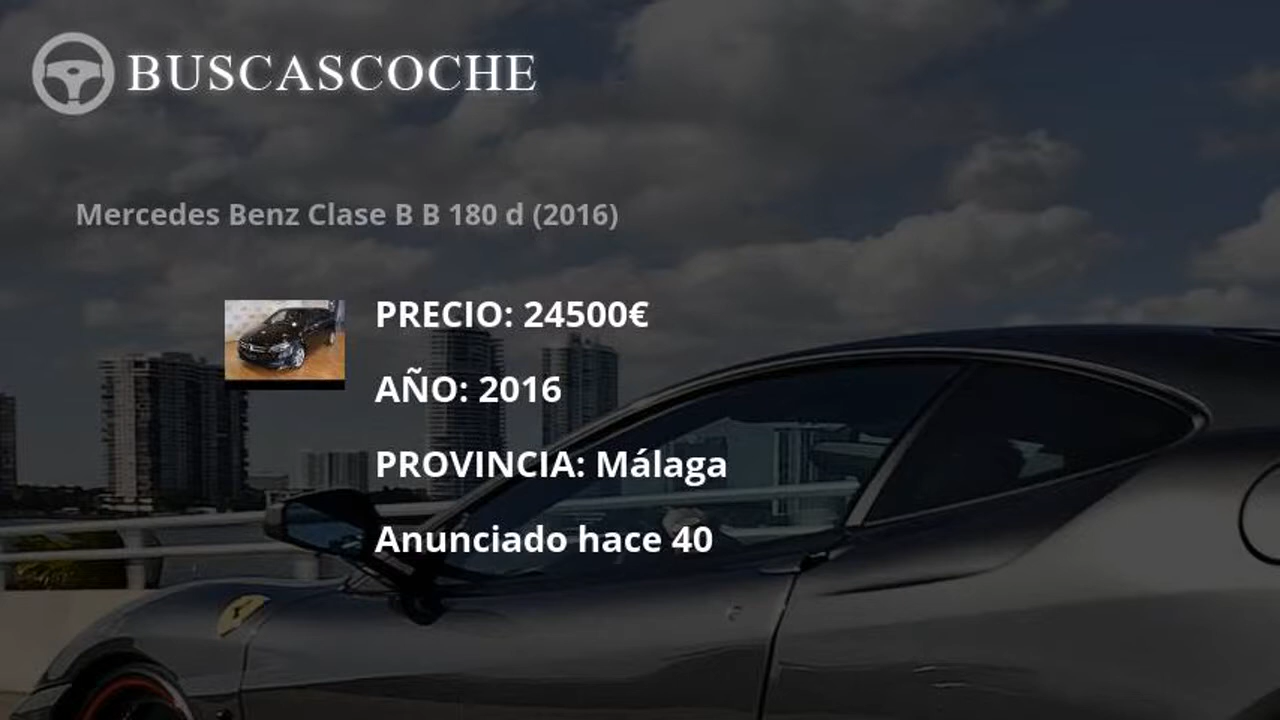 BUSCASCOCHE
Mercedes Benz Clase B B 180 d (2016)
PRECIO: 24500€
AÑO: 2016
PROVINCIA: Málaga
Anunciado hace 40